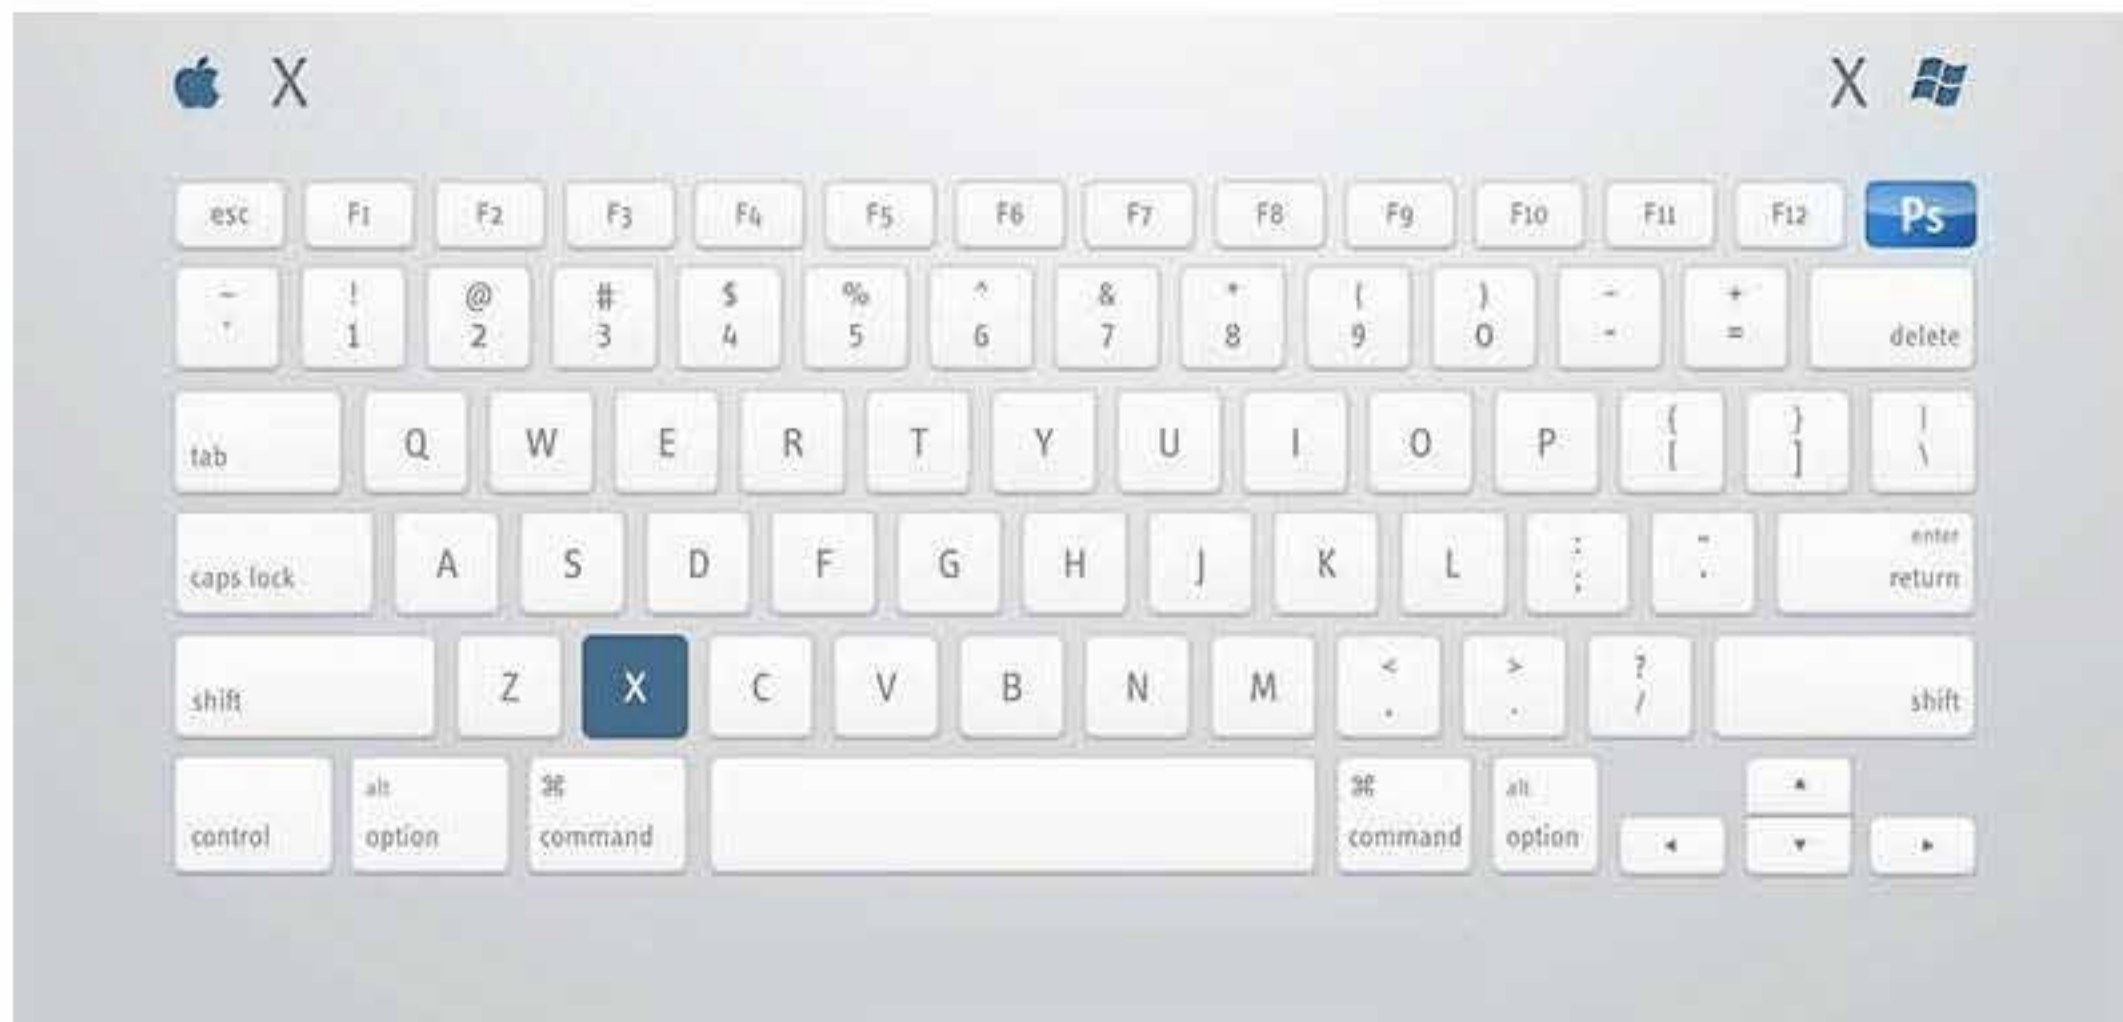 X X
esc F1 F2 F3 F4 F5 F6 F7 F8 F9 F10 F11 F12 Ps
~ ! @ # $ % ^ & * ( ) - +
` 1 2 3 4 5 6 7 8 9 0 - = delete
tab Q W E R T Y U I O P { [ } ] | \
caps lock A S D F G H J K L : ; " ' enter return
shift Z X C V B N M < , > . ? / shift
control alt option ⌘ command ⌘ command alt option